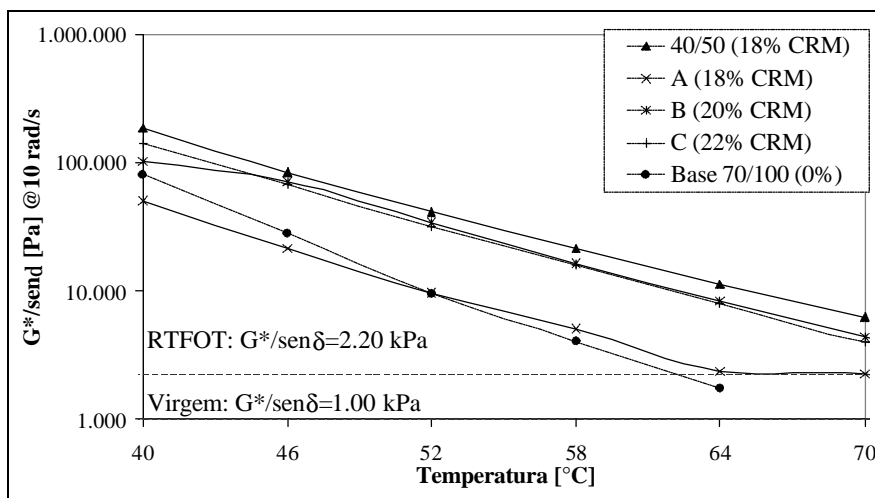 1.000.000
100.000
10.000
1.000
G*/send [Pa] @10 rad/s
40/50 (18% CRM)
A (18% CRM)
B (20% CRM)
C (22% CRM)
Base 70/100 (0%)
RTFOT: G*/senδ=2.20 kPa
Virgem: G*/senδ=1.00 kPa
40 46 52 58 64 70
Temperatura [°C]